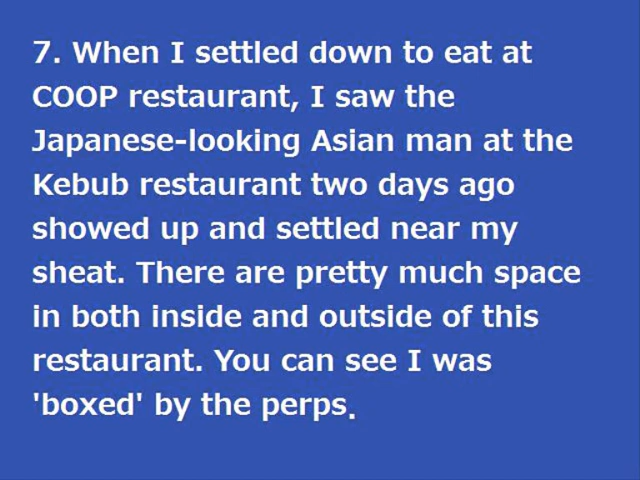 7. When I settled down to eat at
COOP restaurant, I saw the
Japanese-looking Asian man at the
Kebub restaurant two days ago
showed up and settled near my
sheat. There are pretty much space
in both inside and outside of this
restaurant. You can see I was
'boxed' by the perps.